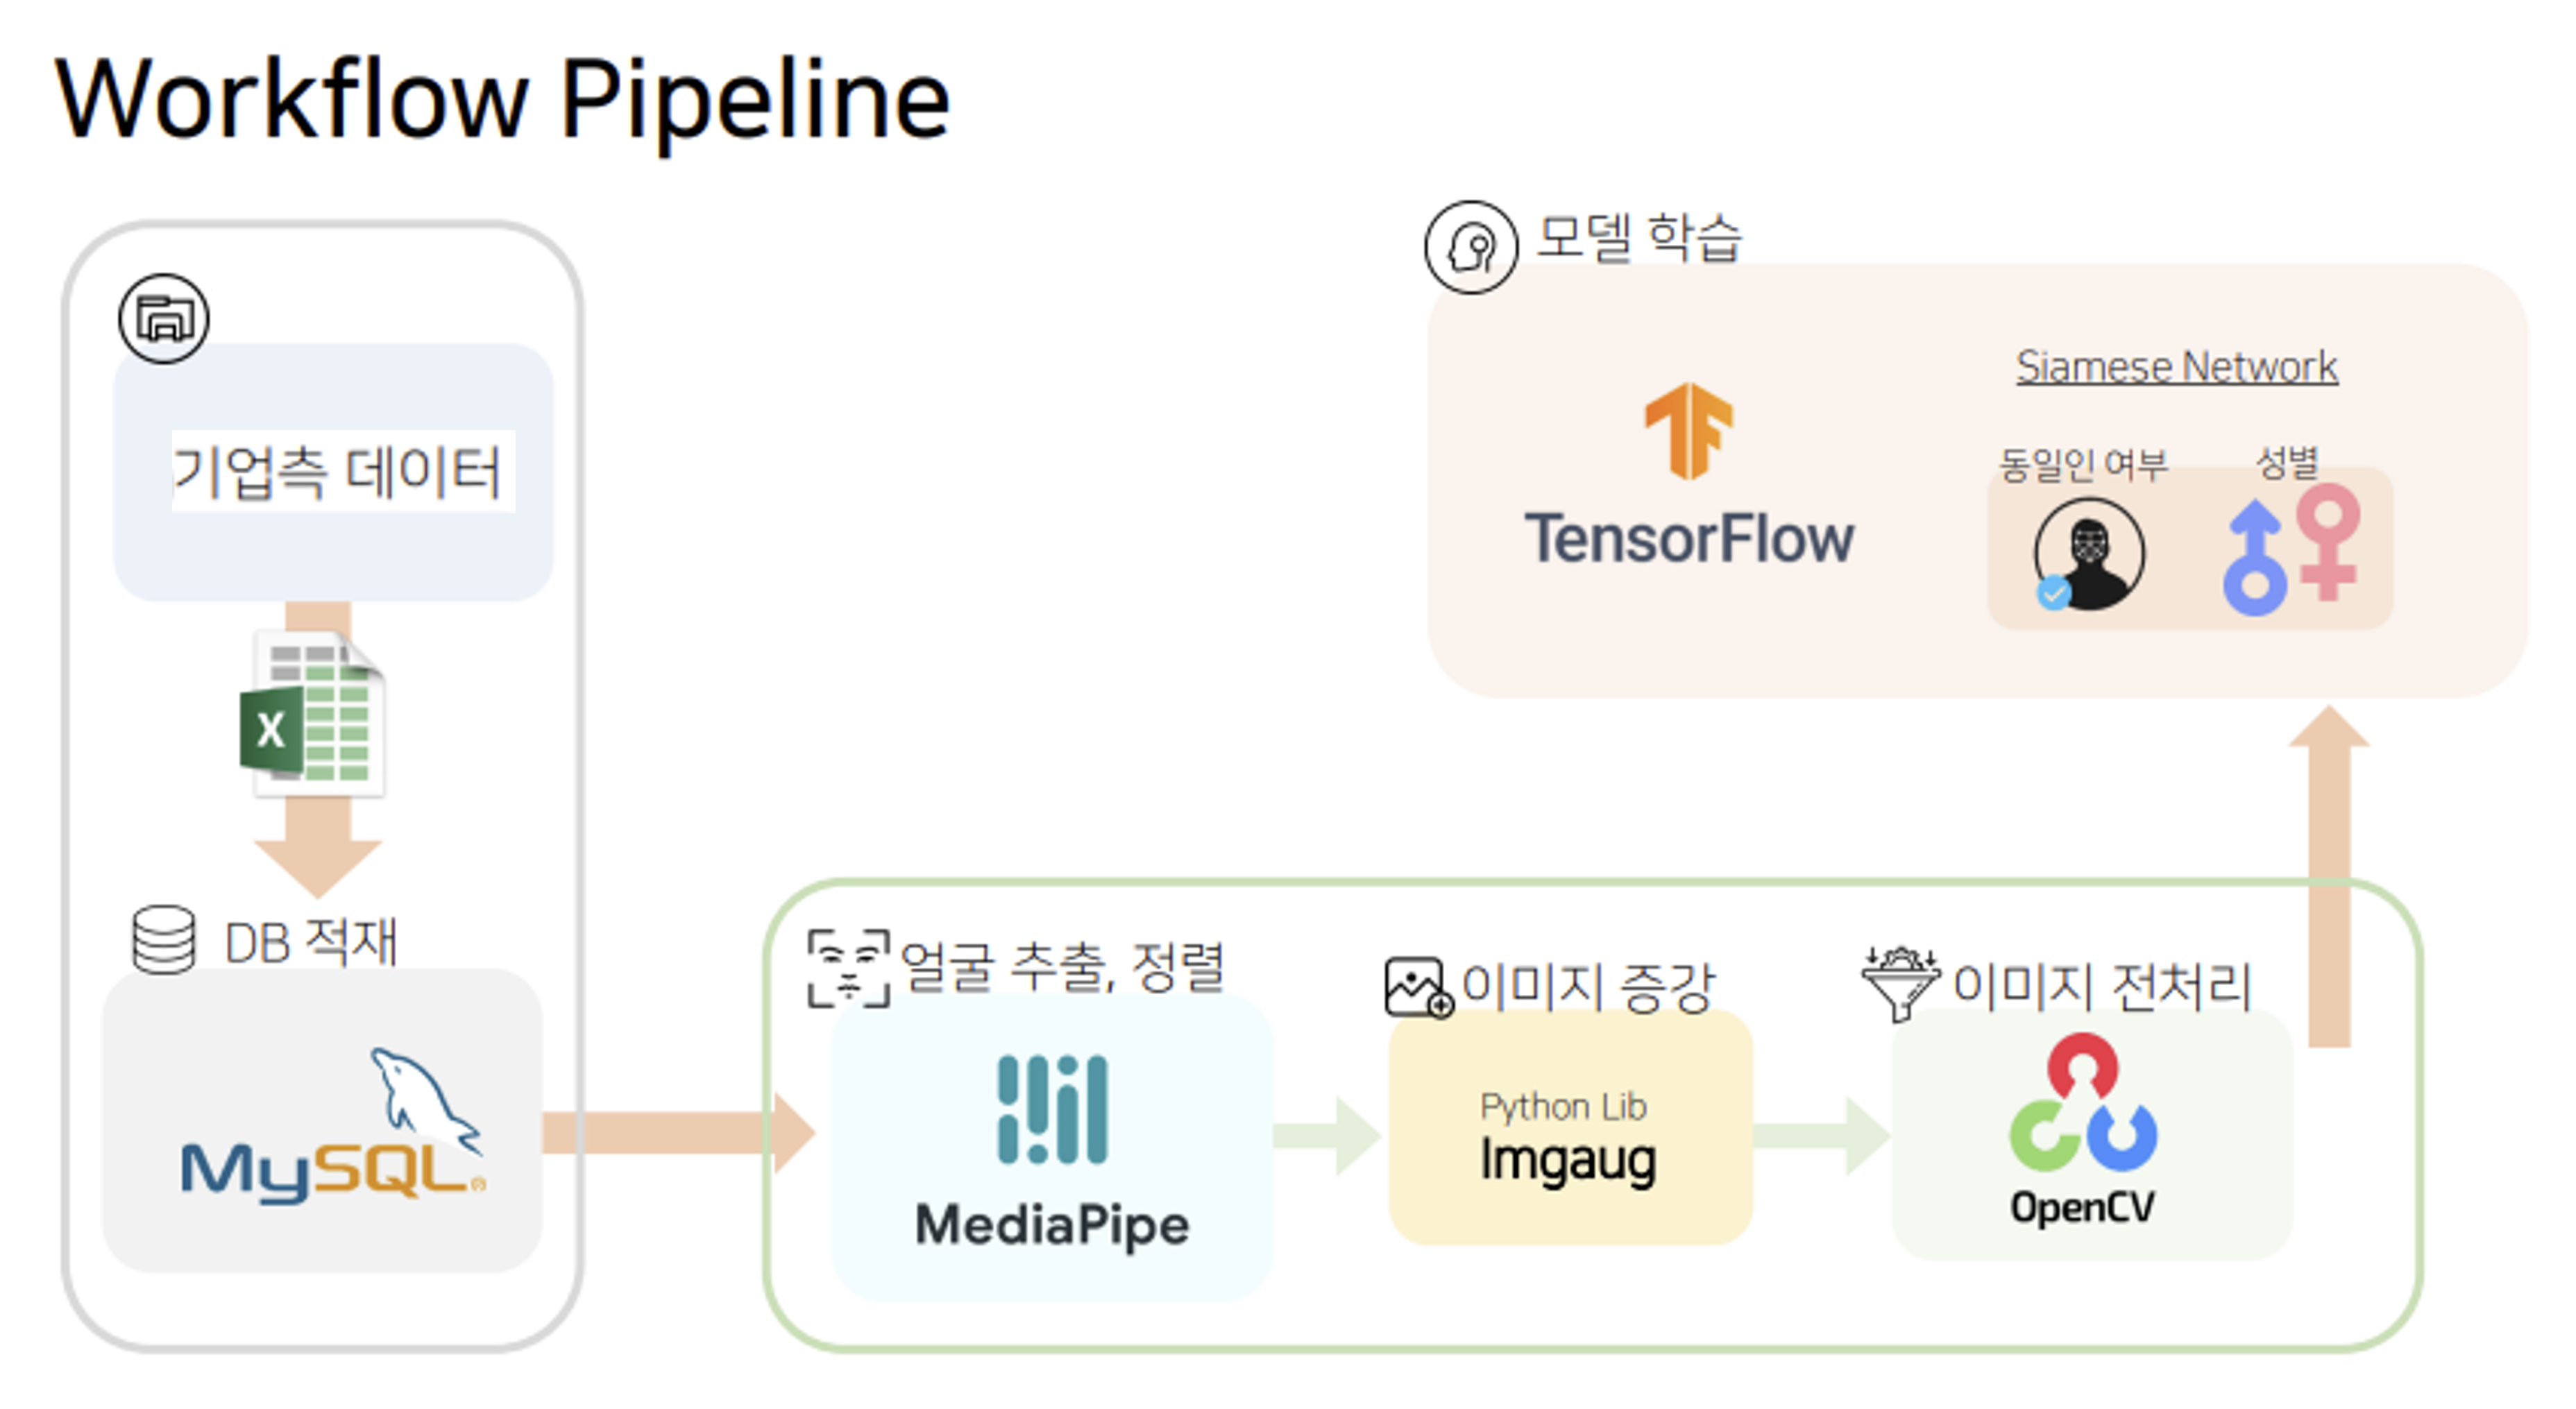 Workflow Pipeline
기업측 데이터
X
DB 적재
MySQL®
얼굴 추출, 정렬
MediaPipe
이미지 증강
Python Lib
Imgaug
이미지 전처리
OpenCV
모델 학습
TensorFlow
Siamese Network
동일인 여부
성별